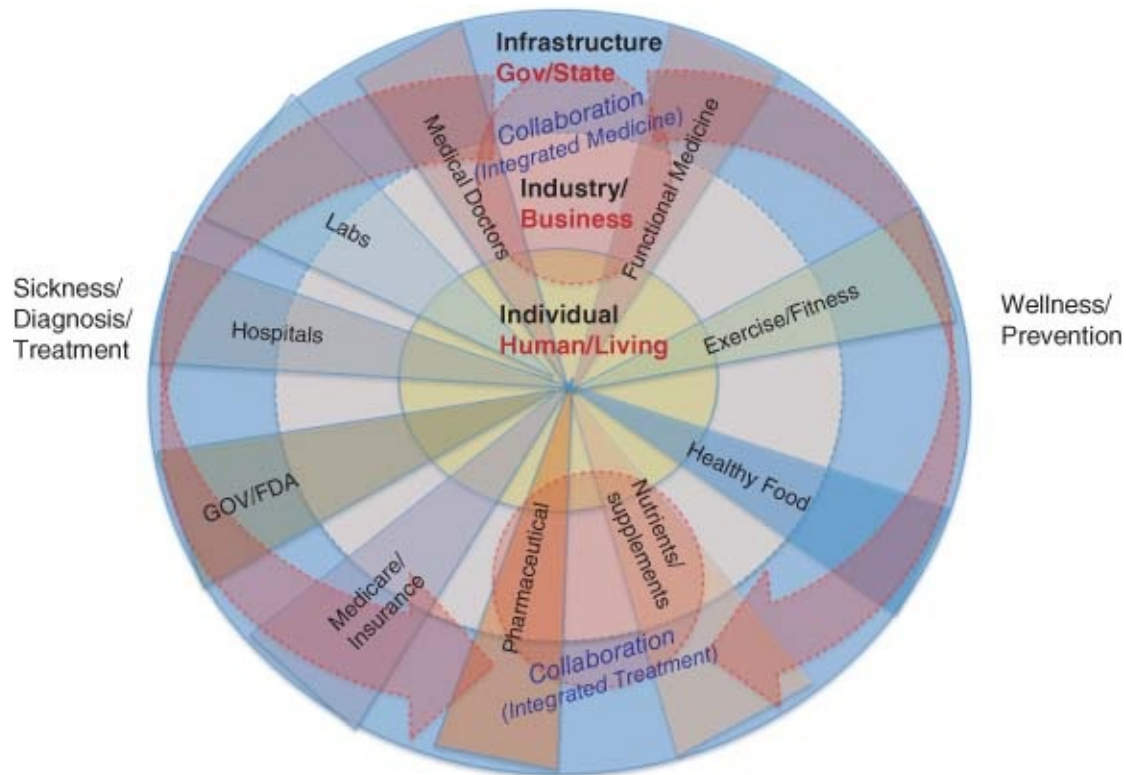 Infrastructure
Gov/State
Collaboration
(Integrated Medicine)
Medical Doctors
Functional Medicine
Industry/
Business
Labs
Hospitals
Individual
Human/Living
Exercise/Fitness
Sickness/
Diagnosis/
Treatment
Wellness/
Prevention
GOV/FDA
Healthy Food
Medicare/
Insurance
Pharmaceutical
Nutrients/
supplements
Collaboration
(Integrated Treatment)